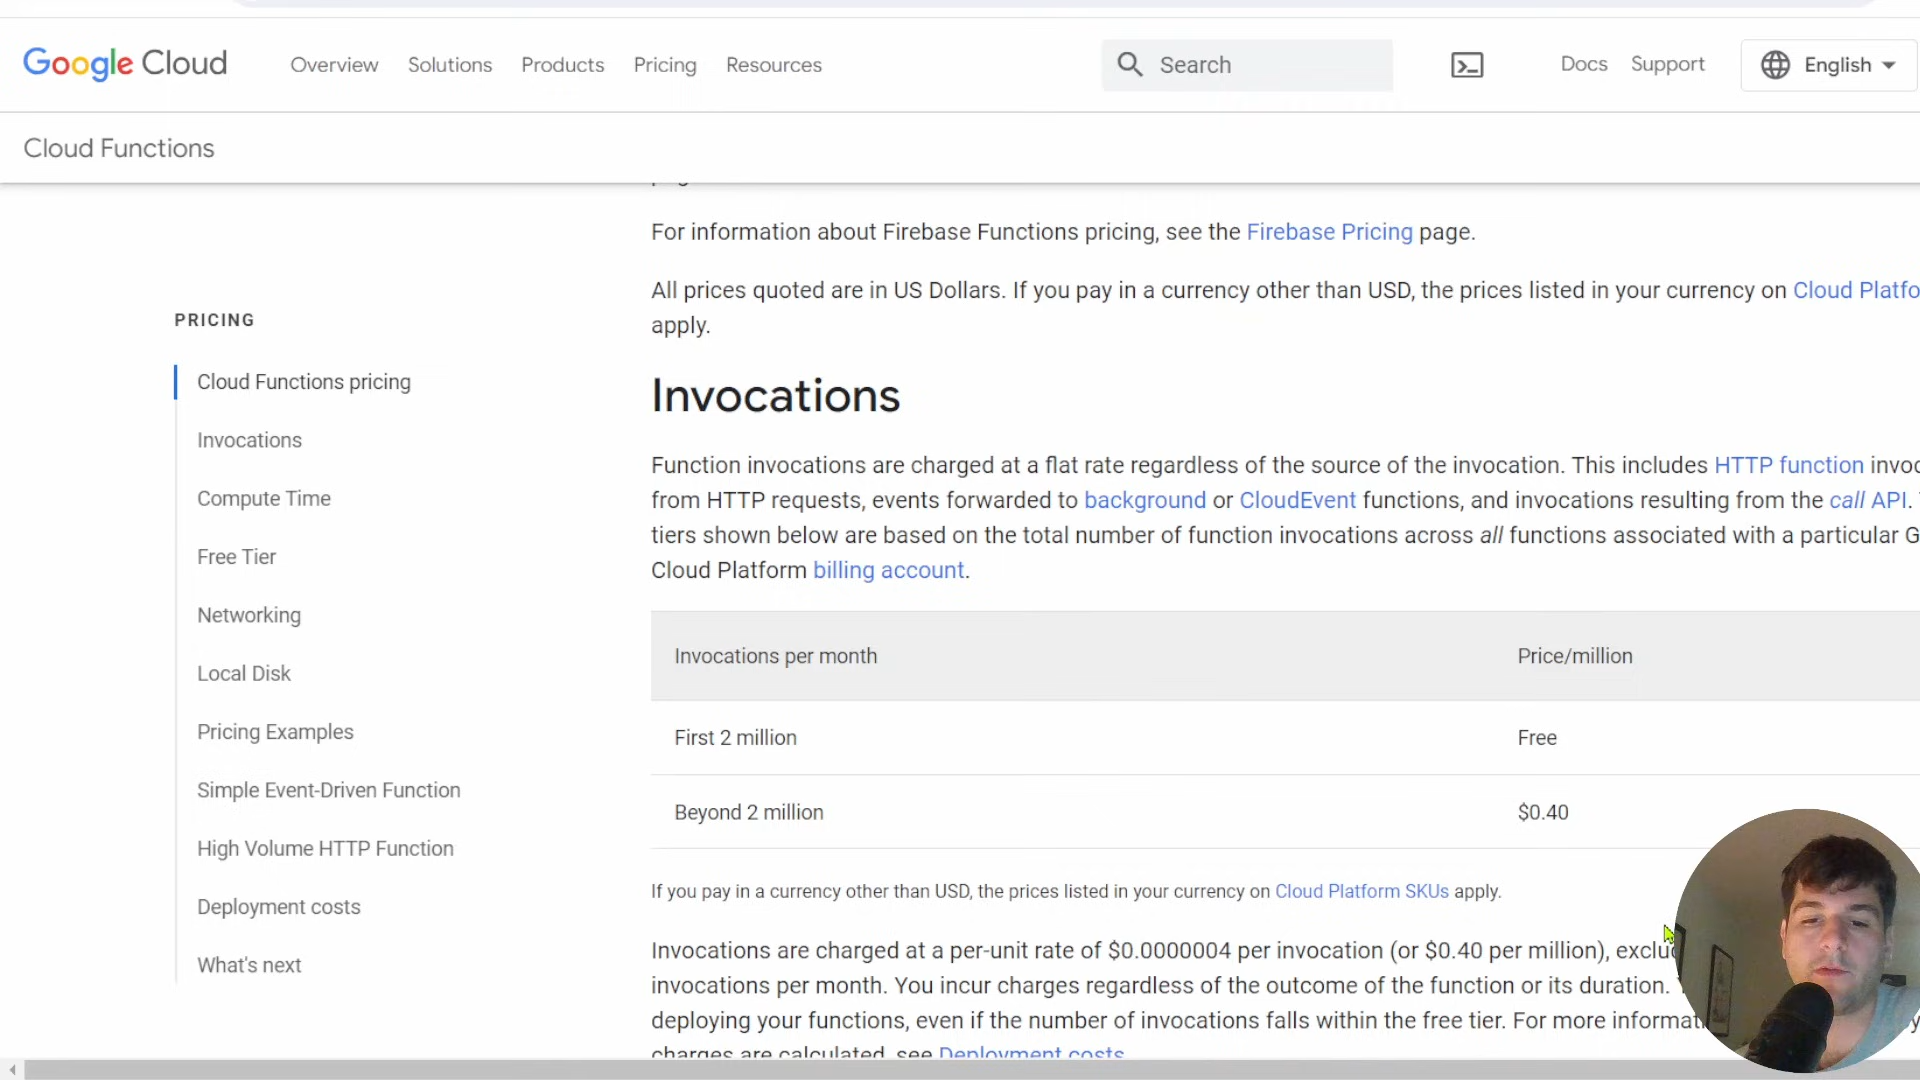 Google Cloud
Overview
Solutions
Products
Pricing
Resources
Search
Docs
Support
English
Cloud Functions
For information about Firebase Functions pricing, see the Firebase Pricing page.
All prices quoted are in US Dollars. If you pay in a currency other than USD, the prices listed in your currency on Cloud
apply.
PRICING
Cloud Functions pricing
Invocations
Compute Time
Free Tier
Networking
Local Disk
Pricing Examples
Simple Event-Driven Function
High Volume HTTP Function
Deployment costs
What's next
Invocations
Function invocations are charged at a flat rate regardless of the source of the invocation. This includes HTTP function
from HTTP requests, events forwarded to background or CloudEvent functions, and invocations resulting from the call API.
tiers shown below are based on the total number of function invocations across all functions associated with a particular
Cloud Platform billing account.
Invocations per month
Price/million
First 2 million
Free
Beyond 2 million
$0.40
If you pay in a currency other than USD, the prices listed in your currency on Cloud Platform SKUs apply.
Invocations are charged at a per-unit rate of $0.0000004 per invocation (or $0.40 per million),
invocations per month. You incur charges regardless of the outcome of the function or its duration.
deploying your functions, even if the number of invocations falls within the free tier. For more
charges are calculated, see Deployment costs